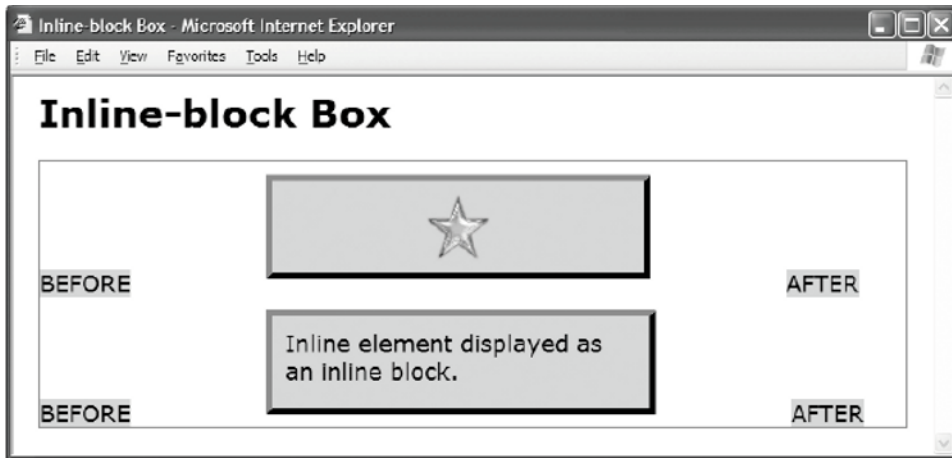 Inline-block Box - Microsoft Internet Explorer
File Edit View Favorites Tools Help
Inline-block Box
BEFORE AFTER
Inline element displayed as
an inline block.
BEFORE AFTER